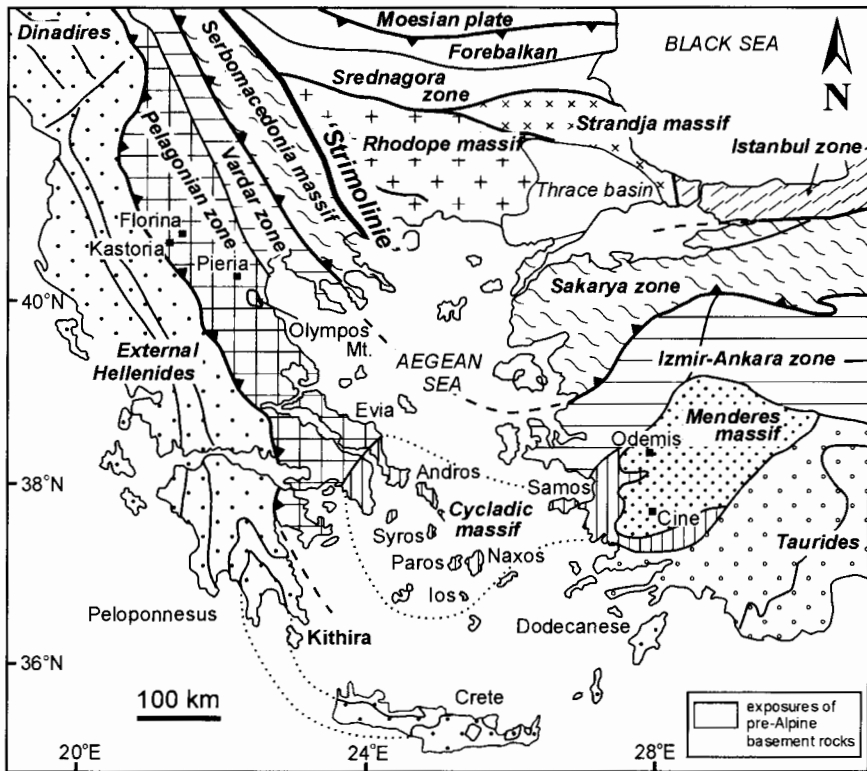 Dinadires
Moesian plate
Forebalkan
BLACK SEA
N
Srednagora
zone
Serbomacedonia massif
Strandja massif
Rhodope massif
Istanbul zone
'Strimolinie'
Thrace basin
Pelagonian zone
Vardar zone
Florina
Kastoria
Pieria
40°N
Sakarya zone
Olympos
Mt.
AEGEAN
SEA
Izmir-Ankara zone
External
Hellenides
Evia
Menderes
massif
Odemis
38°N
Andros
Samos
Cycladic
massif
Cine
Syros
Paros
Naxos
Taurides
Ios
Peloponnesus
Dodecanese
Kithira
36°N
100 km
Crete
exposures of
pre-Alpine
basement rocks
20°E
24°E
28°E